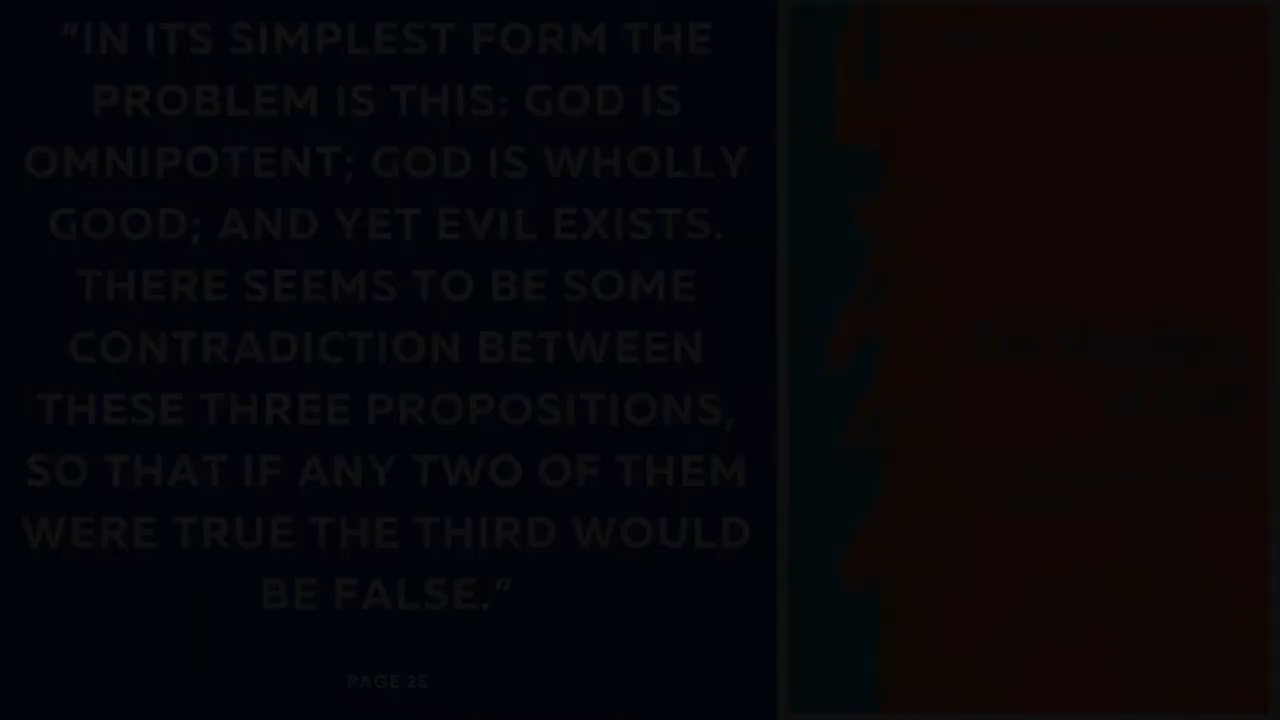 "IN ITS SIMPLEST FORM THE
PROBLEM IS THIS: GOD IS
OMNIPOTENT; GOD IS WHOLLY
GOOD; AND YET EVIL EXISTS.
THERE SEEMS TO BE SOME
CONTRADICTION BETWEEN
THESE THREE PROPOSITIONS,
SO THAT IF ANY TWO OF THEM
WERE TRUE THE THIRD WOULD
BE FALSE."
PAGE 25